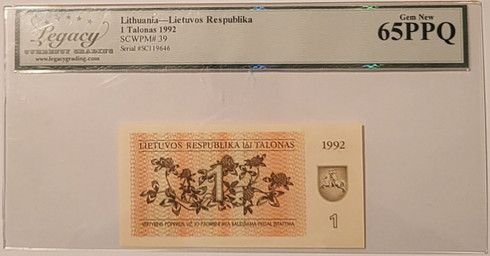 Legacy
CURRENCY GRADING
www.legacygrading.com
Lithuania—Lietuvos Respublika
1 Talonas 1992
SCWPM# 39
Serial #SC119646
Gem New
65PPQ
LIETUVOS RESPUBLIKA TALONAS
1992
1
1